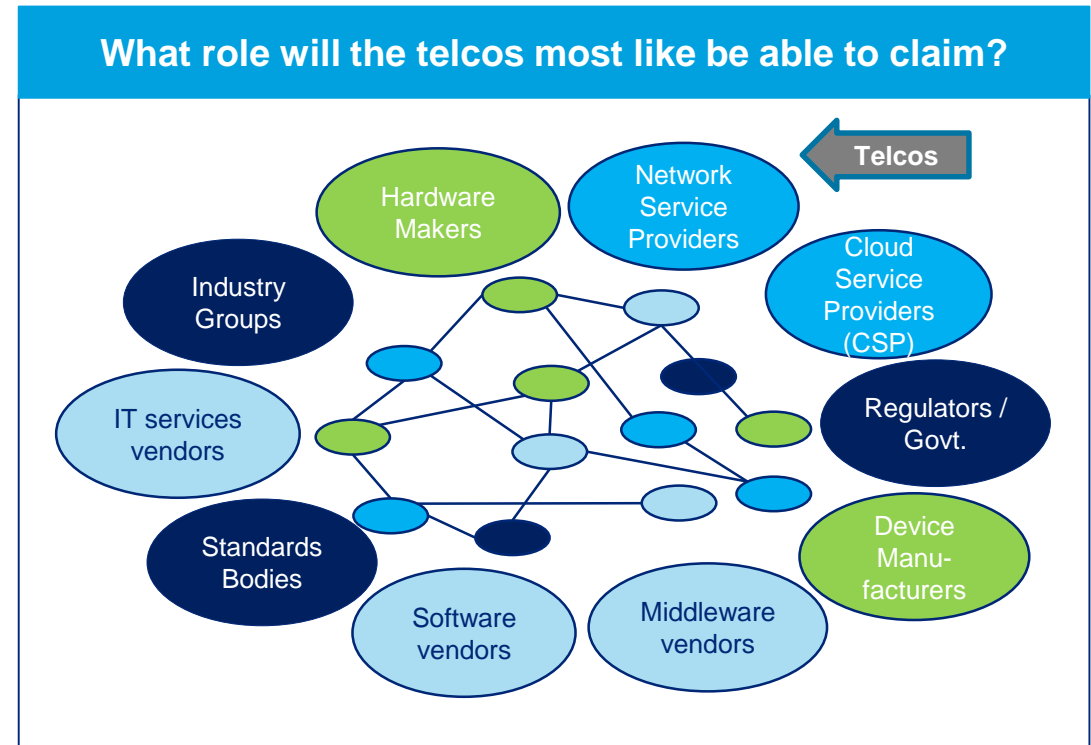 What role will the telcos most like be able to claim?
Telcos
Hardware
Makers
Network
Service
Providers
Cloud
Service
Providers
(CSP)
Industry
Groups
IT services
vendors
Regulators /
Govt.
Standards
Bodies
Device
Manu-
facturers
Software
vendors
Middleware
vendors